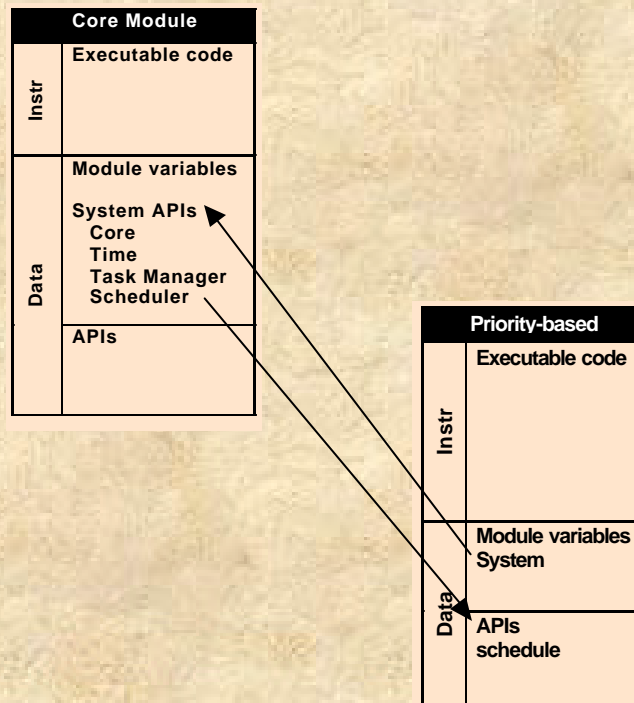 Core Module
Instr
Executable code
Data
Module variables
System APIs
Core
Time
Task Manager
Scheduler
APIs
Priority-based
Instr
Executable code
Data
Module variables
System
APIs
schedule